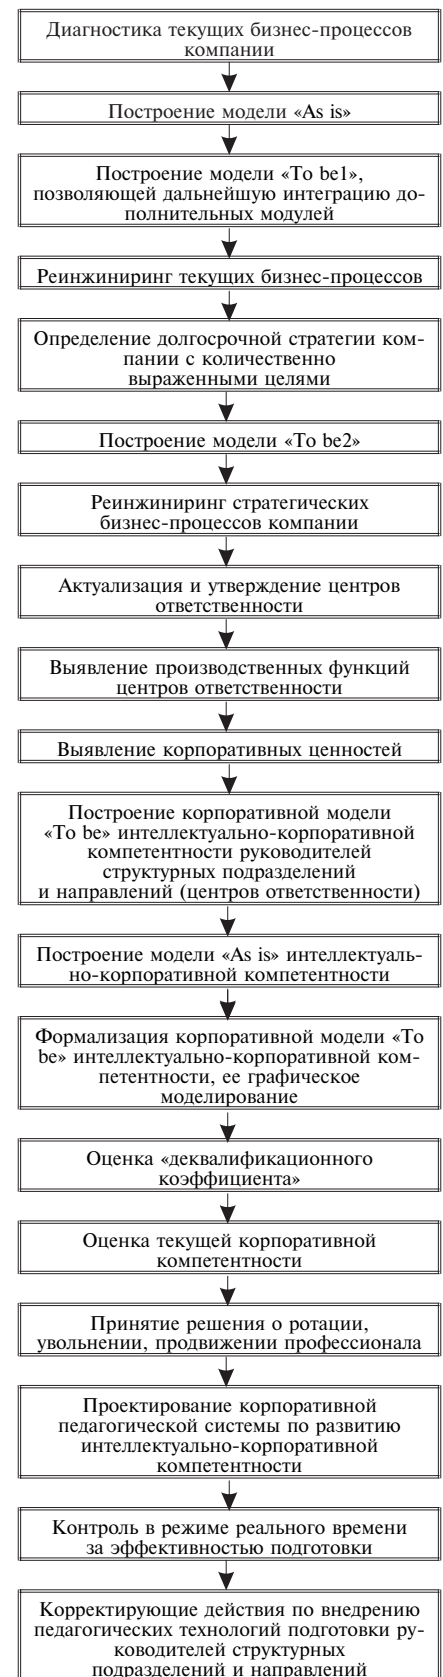 Диагностика текущих бизнес-процессов
компании
Построение модели «As is»
Построение модели «To be1»,
позволяющей дальнейшую интеграцию до-
полнительных модулей
Реинжиниринг текущих бизнес-процессов
Определение долгосрочной стратегии ком-
пании с количественно
выраженными целями
Построение модели «To be2»
Реинжиниринг стратегических
бизнес-процессов компании
Актуализация и утверждение центров
ответственности
Выявление производственных функций
центров ответственности
Выявление корпоративных ценностей
Построение корпоративной модели
«To be» интеллектуально-корпоративной
компетентности руководителей
структурных подразделений
и направлений (центров ответственности)
Построение модели «As is» интеллектуаль-
но-корпоративной компетентности
Формализация корпоративной модели «To
be» интеллектуально-корпоративной ком-
петентности, ее графическое
моделирование
Оценка «деквалификационного
коэффициента»
Оценка текущей корпоративной
компетентности
Принятие решения о ротации,
увольнении, продвижении профессионала
Проектирование корпоративной
педагогической системы по развитию
интеллектуально-корпоративной
компетентности
Контроль в режиме реального времени
за эффективностью подготовки
Корректирующие действия по внедрению
педагогических технологий подготовки ру-
ководителей структурных
подразделений и направлений